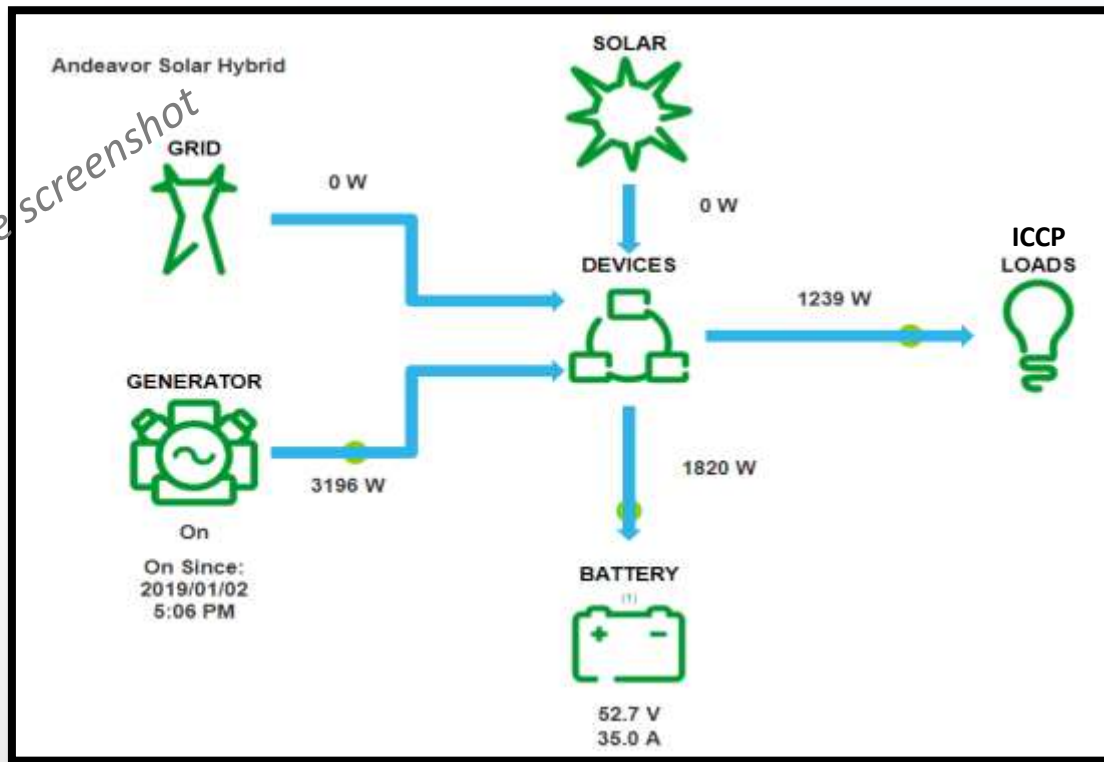 Andeavor Solar Hybrid
SOLAR
screenshot
GRID
0 W
0 W
DEVICES
ICCP
LOADS
1239 W
GENERATOR
3196 W
1820 W
On
On Since:
2019/01/02
5:06 PM
BATTERY
(1)
+ −
52.7 V
35.0 A